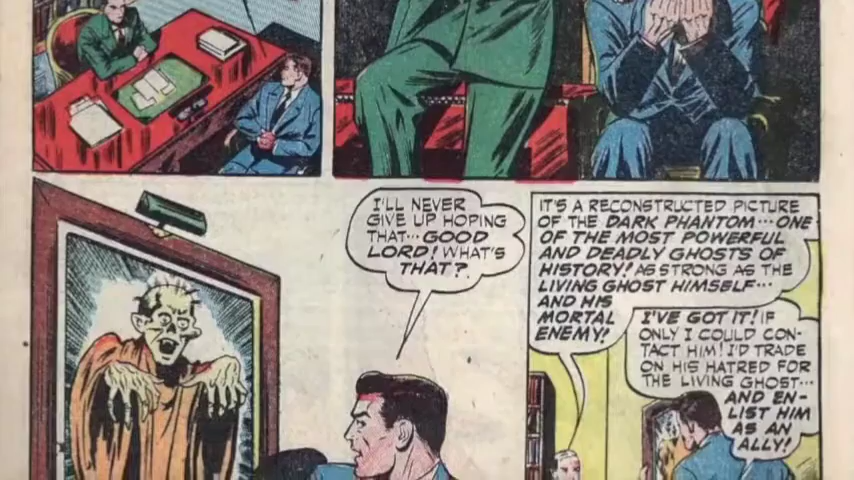 I'LL NEVER
GIVE UP HOPING
THAT... GOOD
LORD! WHAT'S
THAT?
IT'S A RECONSTRUCTED PICTURE
OF THE DARK PHANTOM... ONE
OF THE MOST POWERFUL
AND DEADLY GHOSTS OF
HISTORY! AS STRONG AS THE
LIVING GHOST HIMSELF...
AND HIS
MORTAL
ENEMY!
I'VE GOT IT! IF
ONLY I COULD CON-
TACT HIM! I'D TRADE
ON HIS HATRED FOR
THE LIVING GHOST...
AND EN-
LIST HIM
AS AN
ALLY!